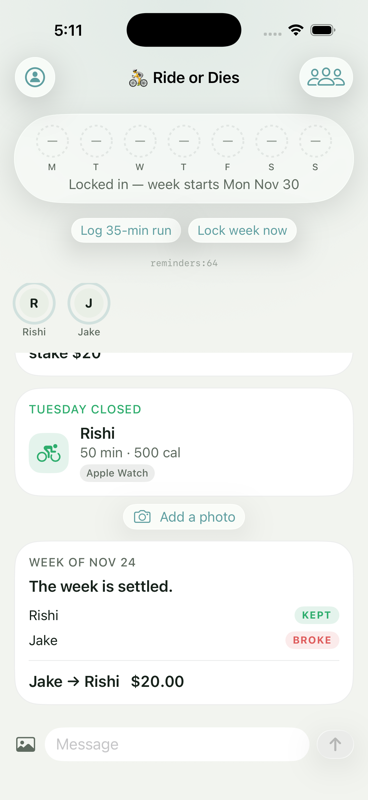 5:11
🚴 Ride or Dies
— — — — — — —
M T W T F S S
Locked in — week starts Mon Nov 30
Log 35-min run Lock week now
reminders:64
R J
Rishi Jake
stake $20
TUESDAY CLOSED
Rishi
50 min · 500 cal
Apple Watch
Add a photo
WEEK OF NOV 24
The week is settled.
Rishi KEPT
Jake BROKE
Jake → Rishi $20.00
Message